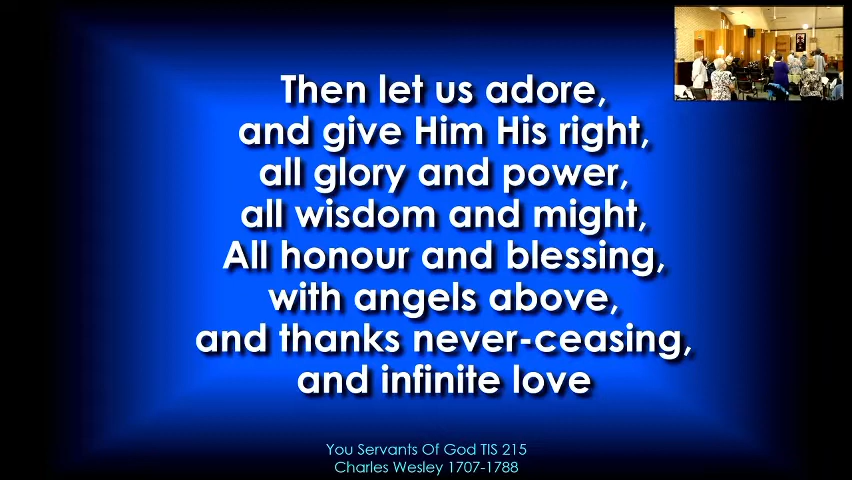 Then let us adore,
and give Him His right,
all glory and power,
all wisdom and might,
All honour and blessing,
with angels above,
and thanks never-ceasing,
and infinite love
You Servants Of God TIS 215
Charles Wesley 1707-1788